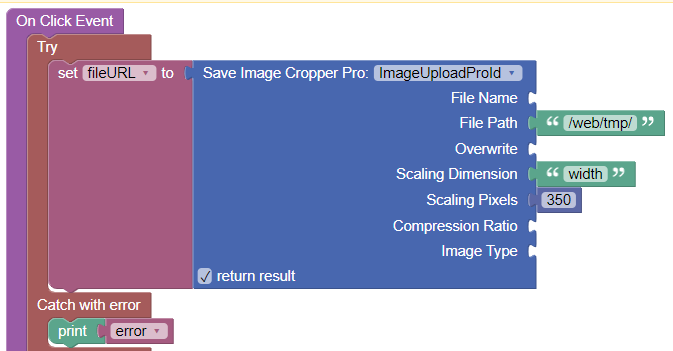 On Click Event
Try
set fileURL to Save Image Cropper Pro: ImageUploadProId
File Name
File Path “ /web/tmp/ ”
Overwrite
Scaling Dimension “ width ”
Scaling Pixels 350
Compression Ratio
Image Type
return result
Catch with error
print error